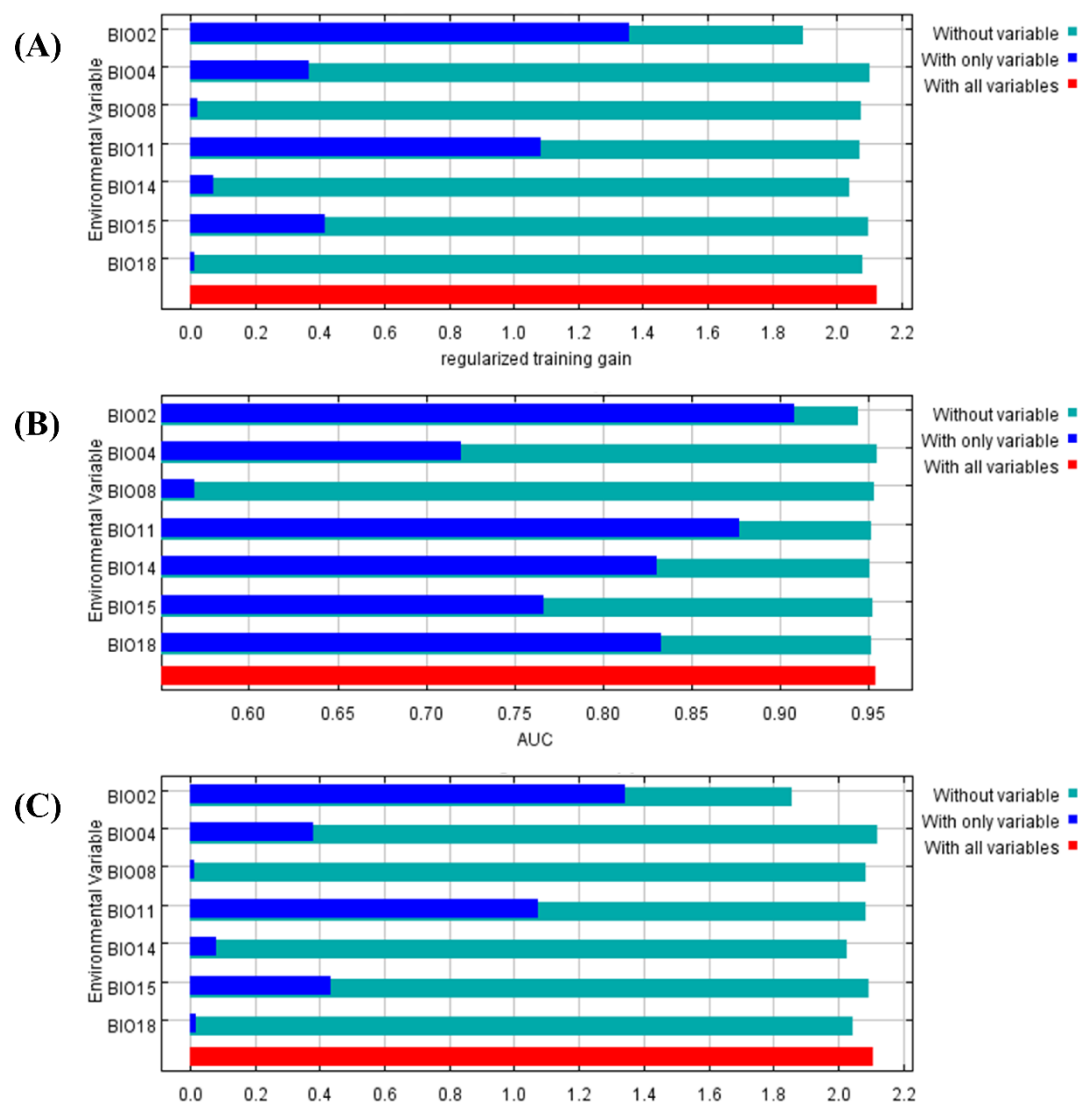 (A)
Environmental Variable
BIO02
BIO04
BIO08
BIO11
BIO14
BIO15
BIO18
0.0 0.2 0.4 0.6 0.8 1.0 1.2 1.4 1.6 1.8 2.0 2.2
regularized training gain
Without variable
With only variable
With all variables
(B)
Environmental Variable
BIO02
BIO04
BIO08
BIO11
BIO14
BIO15
BIO18
0.60 0.65 0.70 0.75 0.80 0.85 0.90 0.95
AUC
Without variable
With only variable
With all variables
(C)
Environmental Variable
BIO02
BIO04
BIO08
BIO11
BIO14
BIO15
BIO18
0.0 0.2 0.4 0.6 0.8 1.0 1.2 1.4 1.6 1.8 2.0 2.2
Without variable
With only variable
With all variables